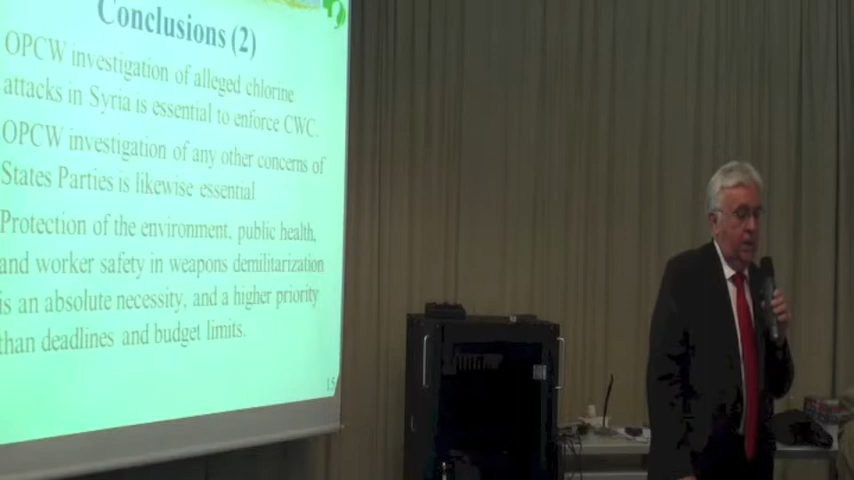 Conclusions (2)
OPCW investigation of alleged chlorine
attacks in Syria is essential to enforce CWC.
OPCW investigation of any other concerns of
States Parties is likewise essential
Protection of the environment, public health,
and worker safety in weapons demilitarization
is an absolute necessity, and a higher priority
than deadlines and budget limits.
15